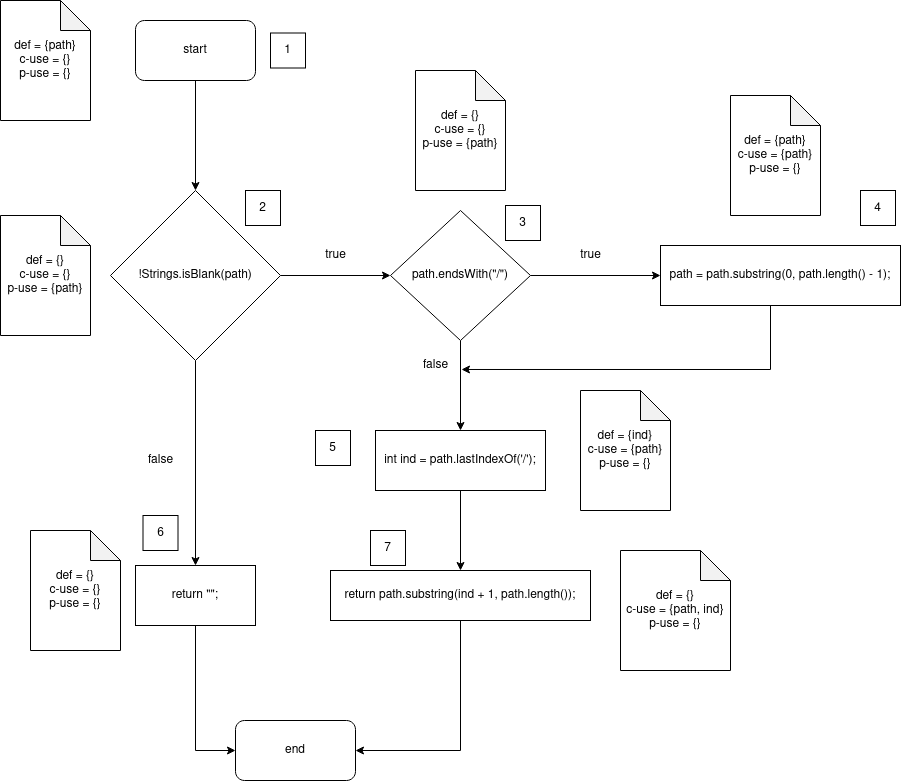 def = {path}
c-use = {}
p-use = {}
start
1
def = {}
c-use = {}
p-use = {path}
def = {path}
c-use = {path}
p-use = {}
2
3
4
def = {}
c-use = {}
p-use = {path}
!Strings.isBlank(path)
true
path.endsWith("/")
true
path = path.substring(0, path.length() - 1);
false
5
int ind = path.lastIndexOf('/');
def = {ind}
c-use = {path}
p-use = {}
false
6
7
def = {}
c-use = {}
p-use = {}
return "";
return path.substring(ind + 1, path.length());
def = {}
c-use = {path, ind}
p-use = {}
end